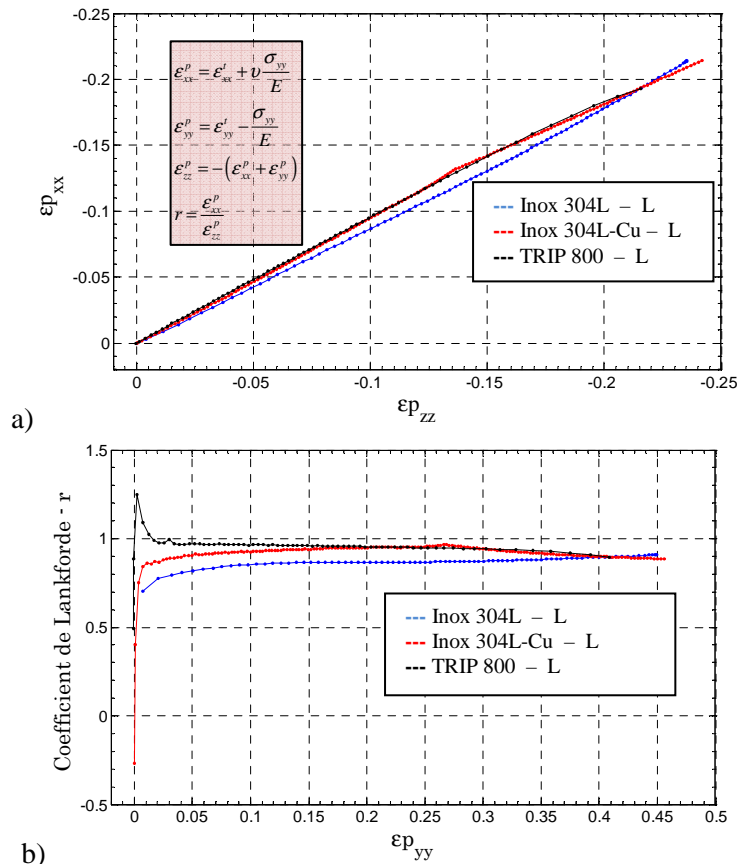 -0.25
-0.2
-0.15
-0.1
-0.05
0
εp_xx
ε^p_xx = ε^t_xx + υ σ_yy / E
ε^p_yy = ε^t_yy − σ_yy / E
ε^p_zz = −(ε^p_xx + ε^p_yy)
r = ε^p_xx / ε^p_zz
Inox 304L – L
Inox 304L-Cu – L
TRIP 800 – L
0 -0.05 -0.1 -0.15 -0.2 -0.25
εp_zz
a)
1.5
1
0.5
0
-0.5
Coefficient de Lankforde - r
Inox 304L – L
Inox 304L-Cu – L
TRIP 800 – L
0 0.05 0.1 0.15 0.2 0.25 0.3 0.35 0.4 0.45 0.5
εp_yy
b)